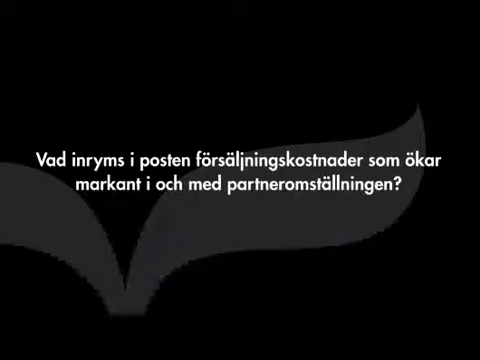 Vad inryms i posten försäljningskostnader som ökar
markant i och med partneromställningen?